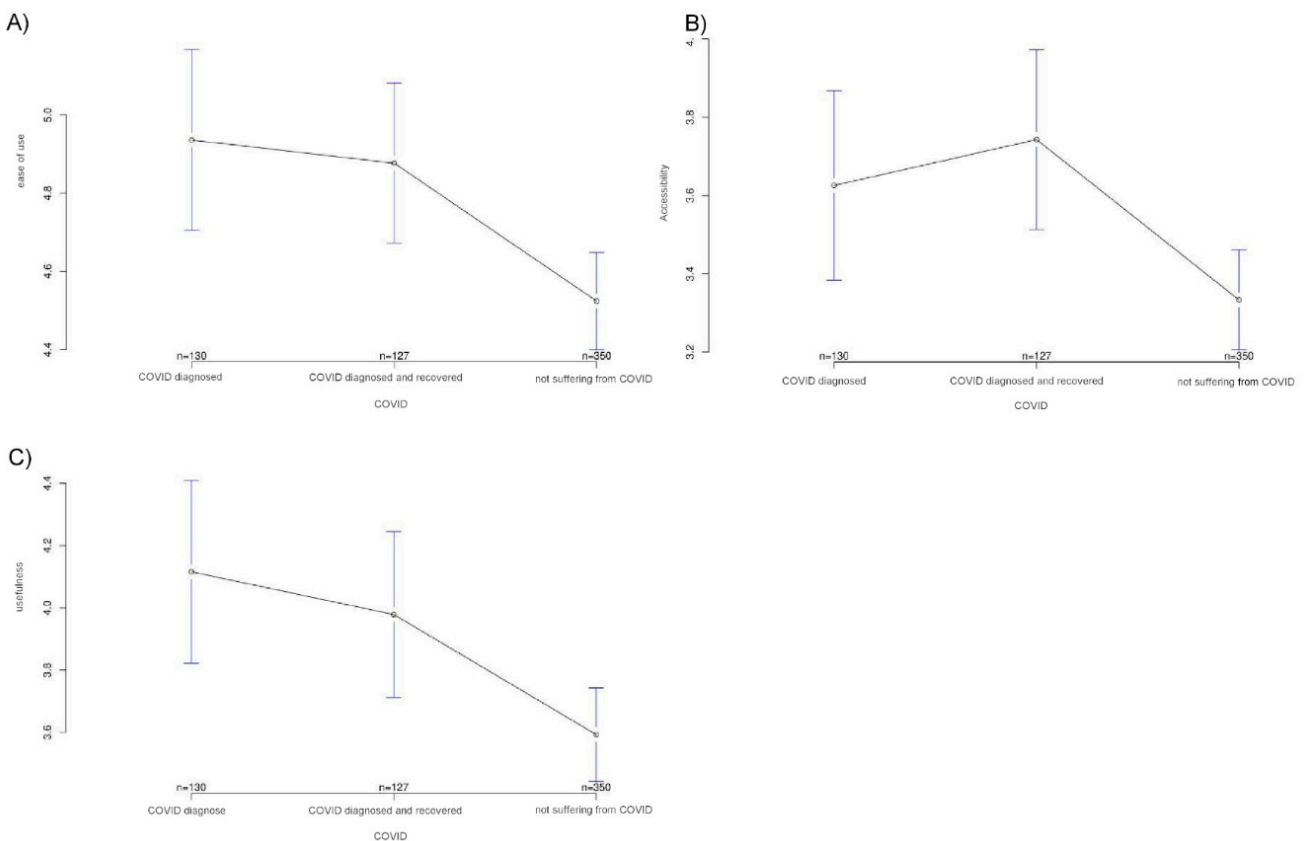 A)
ease of use
5.0
4.8
4.6
4.4
n=130
n=127
n=350
COVID diagnosed
COVID diagnosed and recovered
not suffering from COVID
COVID
B)
Accessibility
4.
3.8
3.6
3.4
3.2
n=130
n=127
n=350
COVID diagnosed
COVID diagnosed and recovered
not suffering from COVID
COVID
C)
usefulness
4.4
4.2
4.0
3.8
3.6
n=130
n=127
n=350
COVID diagnose
COVID diagnosed and recovered
not suffering from COVID
COVID